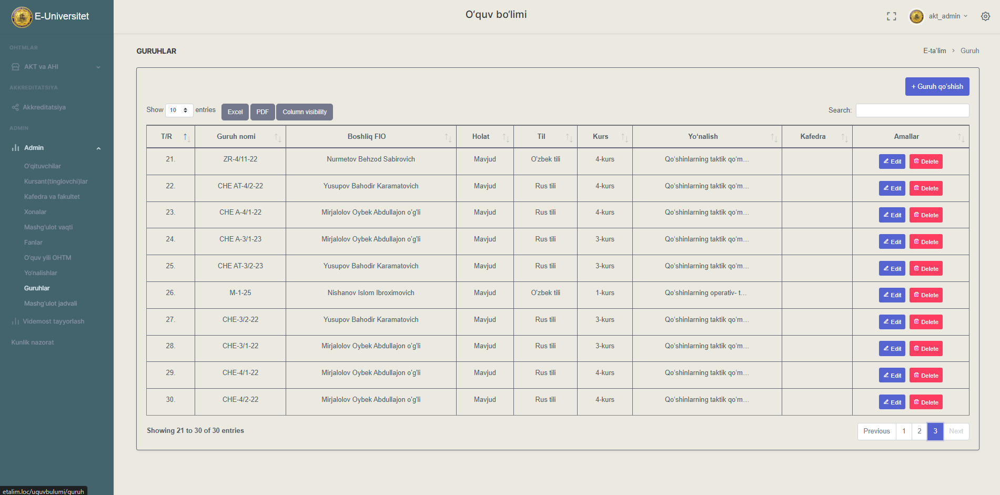 E-Universitet
O‘quv bo‘limi
akt_admin
OHTMLAR
AKT va AHI
AKKREDITATSIYA
Akkreditatsiya
ADMIN
Admin
O‘qituvchilar
Kursant(tinglovchi)lar
Kafedra va fakultet
Xonalar
Mashg‘ulot vaqti
Fanlar
O‘quv yili OHTM
Yo‘nalishlar
Guruhlar
Mashg‘ulot jadvali
Videmost tayyorlash
Kunlik nazorat
GURUHLAR
E-ta’lim > Guruh
+ Guruh qo‘shish
Show 10 entries Excel PDF Column visibility Search:
T/R Guruh nomi Boshliq FIO Holat Til Kurs Yo‘nalish Kafedra Amallar
21. ZR-4/11-22 Nurmetov Behzod Sabirovich Mavjud O'zbek tili 4-kurs Qo‘shinlarning taktik qo‘m... Edit Delete
22. CHE AT-4/2-22 Yusupov Bahodir Karamatovich Mavjud Rus tili 4-kurs Qo‘shinlarning taktik qo‘m... Edit Delete
23. CHE A-4/1-22 Mirjalolov Oybek Abdullajon o'g'li Mavjud Rus tili 4-kurs Qo‘shinlarning taktik qo‘m... Edit Delete
24. CHE A-3/1-23 Mirjalolov Oybek Abdullajon o'g'li Mavjud Rus tili 3-kurs Qo‘shinlarning taktik qo‘m... Edit Delete
25. CHE AT-3/2-23 Yusupov Bahodir Karamatovich Mavjud Rus tili 3-kurs Qo‘shinlarning taktik qo‘m... Edit Delete
26. M-1-25 Nishanov Islom Ibroximovich Mavjud O'zbek tili 1-kurs Qo‘shinlarning operativ- t... Edit Delete
27. CHE-3/2-22 Yusupov Bahodir Karamatovich Mavjud Rus tili 3-kurs Qo‘shinlarning taktik qo‘m... Edit Delete
28. CHE-3/1-22 Mirjalolov Oybek Abdullajon o'g'li Mavjud Rus tili 3-kurs Qo‘shinlarning taktik qo‘m... Edit Delete
29. CHE-4/1-22 Mirjalolov Oybek Abdullajon o'g'li Mavjud Rus tili 4-kurs Qo‘shinlarning taktik qo‘m... Edit Delete
30. CHE-4/2-22 Mirjalolov Oybek Abdullajon o'g'li Mavjud Rus tili 4-kurs Qo‘shinlarning taktik qo‘m... Edit Delete
Showing 21 to 30 of 30 entries
Previous 1 2 3 Next
etalim.loc/uquvbulumi/guruh